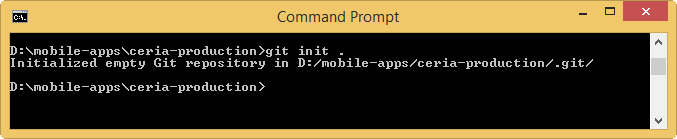 Command Prompt
D:\mobile-apps\ceria-production>git init .
Initialized empty Git repository in D:/mobile-apps/ceria-production/.git/
D:\mobile-apps\ceria-production>